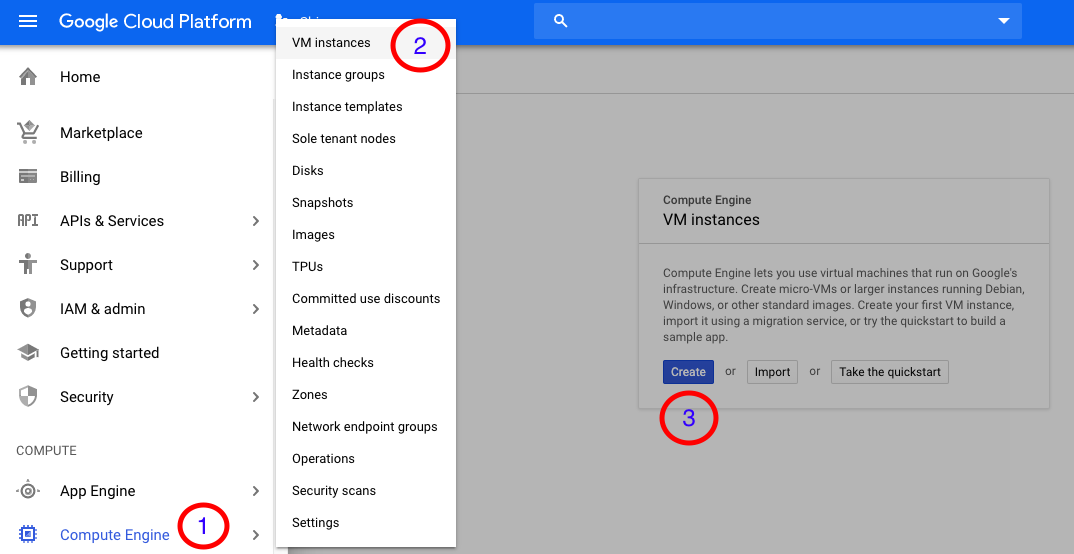 Google Cloud Platform
Home
Marketplace
Billing
API APIs & Services
Support
IAM & admin
Getting started
Security
COMPUTE
App Engine
Compute Engine
1
VM instances
2
Instance groups
Instance templates
Sole tenant nodes
Disks
Snapshots
Images
TPUs
Committed use discounts
Metadata
Health checks
Zones
Network endpoint groups
Operations
Security scans
Settings
Compute Engine
VM instances
Compute Engine lets you use virtual machines that run on Google's
infrastructure. Create micro-VMs or larger instances running Debian,
Windows, or other standard images. Create your first VM instance,
import it using a migration service, or try the quickstart to build a
sample app.
Create or Import or Take the quickstart
3